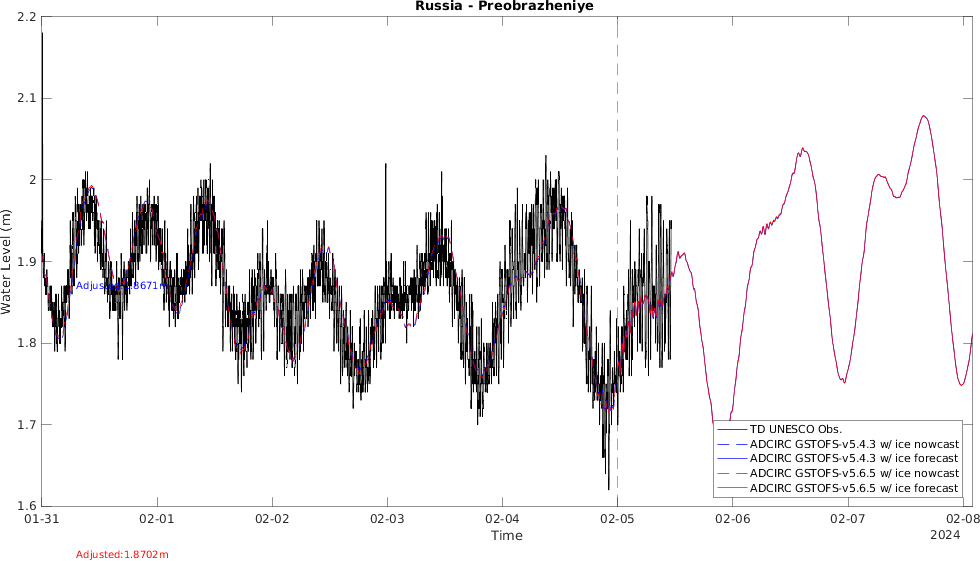 Russia - Preobrazheniye
2.2
2.1
2
1.9
1.8
1.7
1.6
Water Level (m)
Adjusted:1.8671m
TD UNESCO Obs.
ADCIRC GSTOFS-v5.4.3 w/ ice nowcast
ADCIRC GSTOFS-v5.4.3 w/ ice forecast
ADCIRC GSTOFS-v5.6.5 w/ ice nowcast
ADCIRC GSTOFS-v5.6.5 w/ ice forecast
01-31 02-01 02-02 02-03 02-04 02-05 02-06 02-07 02-08
Time
2024
Adjusted:1.8702m